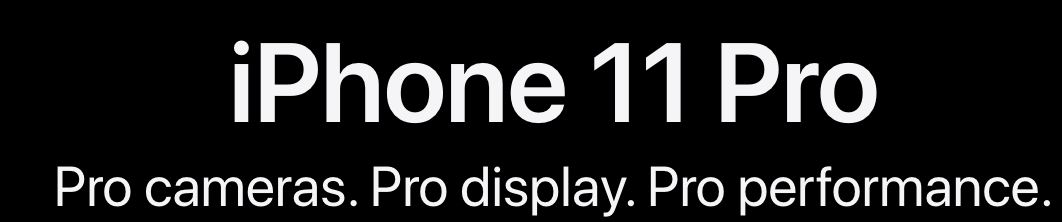 iPhone 11 Pro
Pro cameras. Pro display. Pro performance.